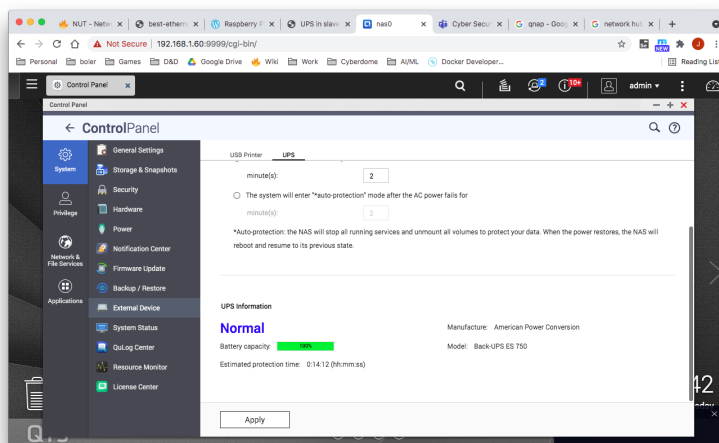 NUT - Netwo
best-ethern
Raspberry P
UPS in slave
nas0
Cyber Secur
qnap - Goog
network hub
Not Secure | 192.168.1.60:9999/cgi-bin/
NEW
J
Personal
boler
Games
D&D
Google Drive
Wiki
Work
Cyberdome
AI/ML
Docker Developer...
Reading List
Control Panel
2
10+
admin
Control Panel
ControlPanel
System
Privilege
Network &
File Services
Applications
General Settings
Storage & Snapshots
Security
Hardware
Power
Notification Center
Firmware Update
Backup / Restore
External Device
System Status
QuLog Center
Resource Monitor
License Center
USB Printer
UPS
minute(s):
2
The system will enter "*auto-protection" mode after the AC power fails for
minute(s):
2
*Auto-protection: the NAS will stop all running services and unmount all volumes to protect your data. When the power restores, the NAS will
reboot and resume to its previous state.
UPS Information
Normal
Manufacture: American Power Conversion
Battery capacity: 100%
Model: Back-UPS ES 750
Estimated protection time: 0:14:12 (hh:mm:ss)
Apply
42